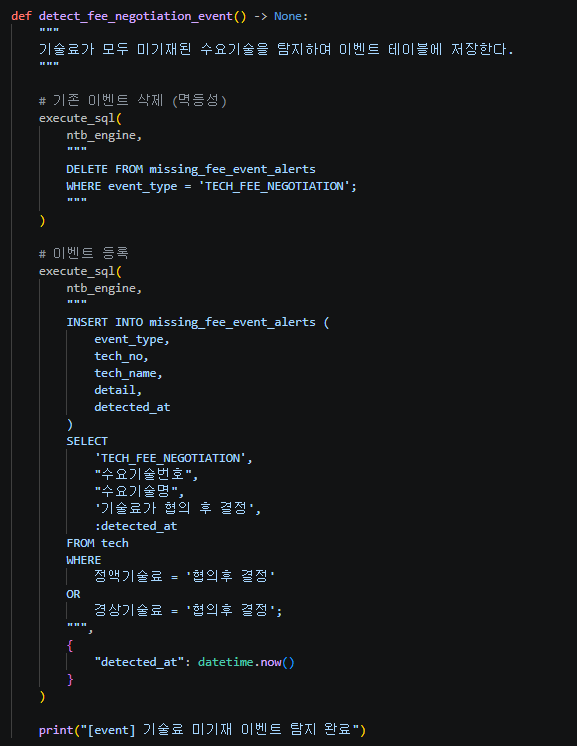 def detect_fee_negotiation_event() -> None:
"""
기술료가 모두 미기재된 수요기술을 탐지하여 이벤트 테이블에 저장한다.
"""
# 기존 이벤트 삭제 (멱등성)
execute_sql(
ntb_engine,
"""
DELETE FROM missing_fee_event_alerts
WHERE event_type = 'TECH_FEE_NEGOTIATION';
"""
)
# 이벤트 등록
execute_sql(
ntb_engine,
"""
INSERT INTO missing_fee_event_alerts (
event_type,
tech_no,
tech_name,
detail,
detected_at
)
SELECT
'TECH_FEE_NEGOTIATION',
"수요기술번호",
"수요기술명",
'기술료가 협의 후 결정',
:detected_at
FROM tech
WHERE
정액기술료 = '협의후 결정'
OR
경상기술료 = '협의후 결정';
""",
{
"detected_at": datetime.now()
}
)
print("[event] 기술료 미기재 이벤트 탐지 완료")